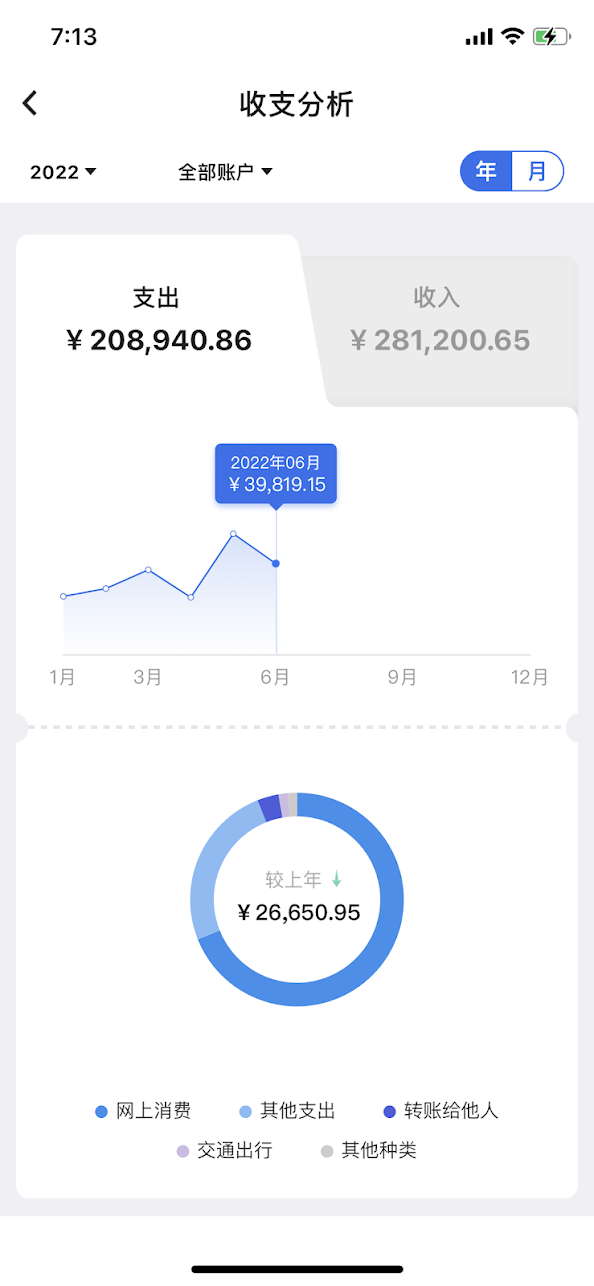 7:13
收支分析
2022 全部账户 年 月
支出 收入
¥ 208,940.86 ¥ 281,200.65
2022年06月
¥ 39,819.15
1月 3月 6月 9月 12月
较上年
¥ 26,650.95
网上消费 其他支出 转账给他人
交通出行 其他种类